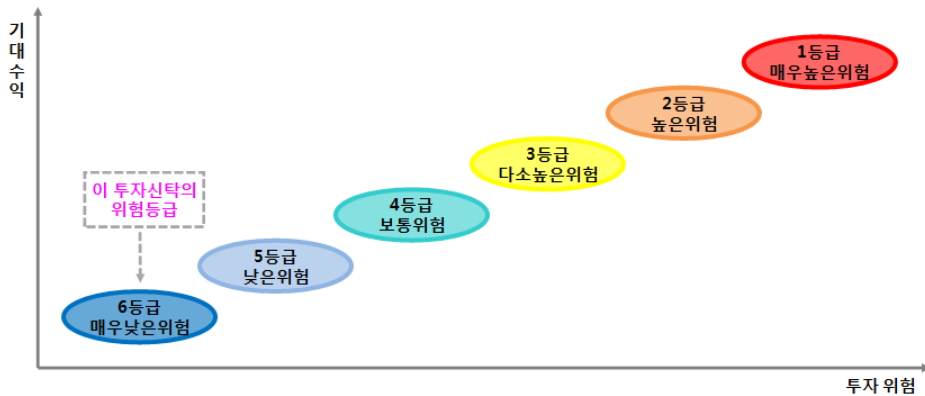 기대수익
1등급
매우높은위험
2등급
높은위험
3등급
다소높은위험
이 투자신탁의
위험등급
4등급
보통위험
5등급
낮은위험
6등급
매우낮은위험
투자 위험